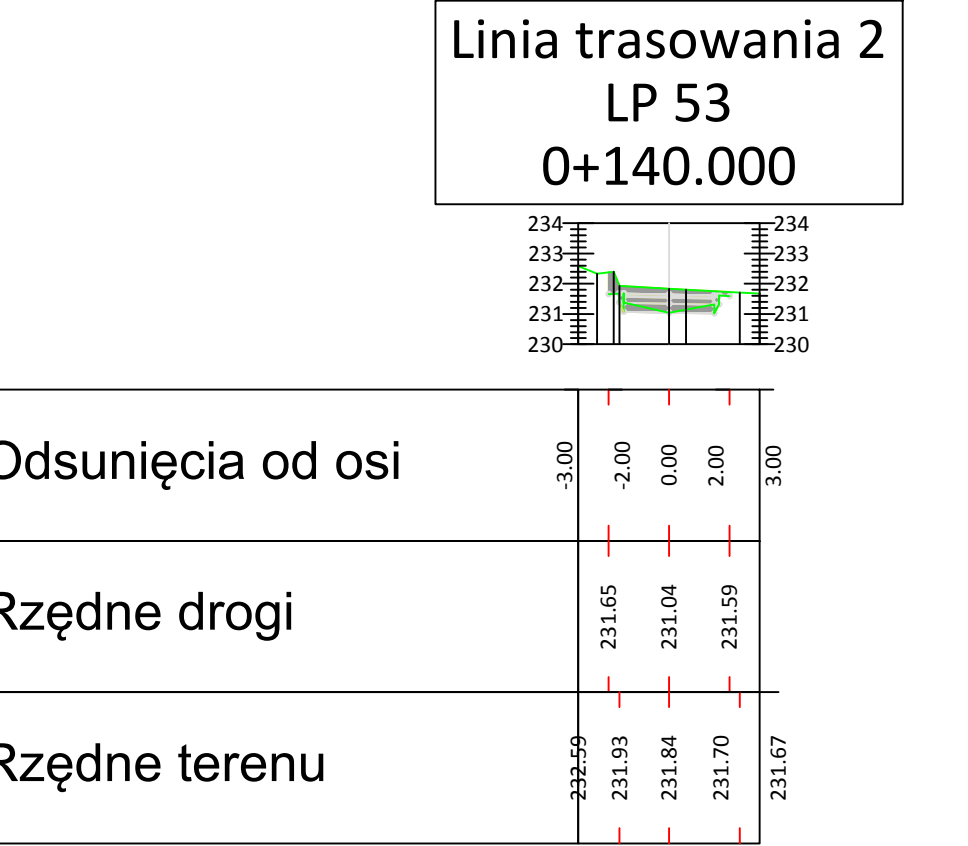 Linia trasowania 2
LP 53
0+140.000
234 234
233 233
232 232
231 231
230 230
Odsunięcia od osi -3.00 -2.00 0.00 2.00 3.00
Rzędne drogi 231.65 231.04 231.59
Rzędne terenu 232.59 231.93 231.84 231.70 231.67